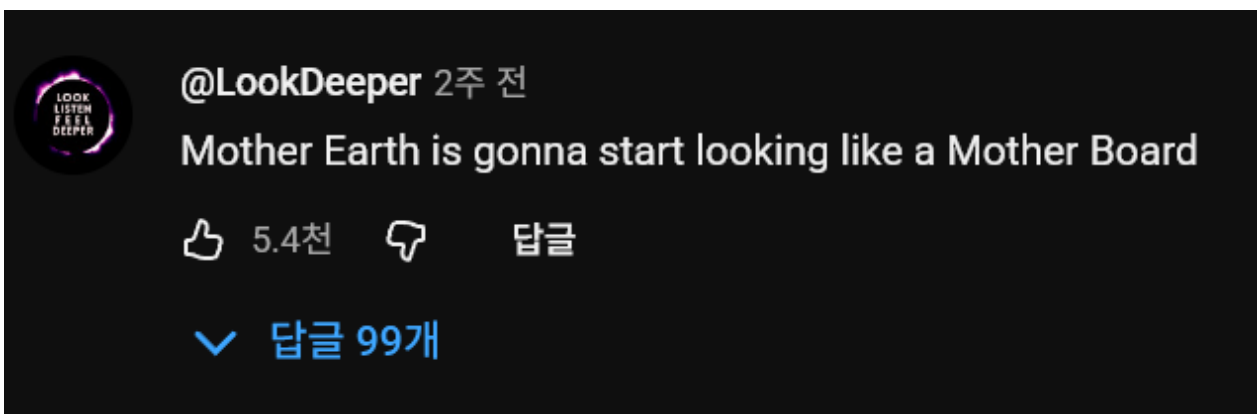 LOOK
LISTEN
FEEL
DEEPER
@LookDeeper 2주 전
Mother Earth is gonna start looking like a Mother Board
5.4천 답글
답글 99개